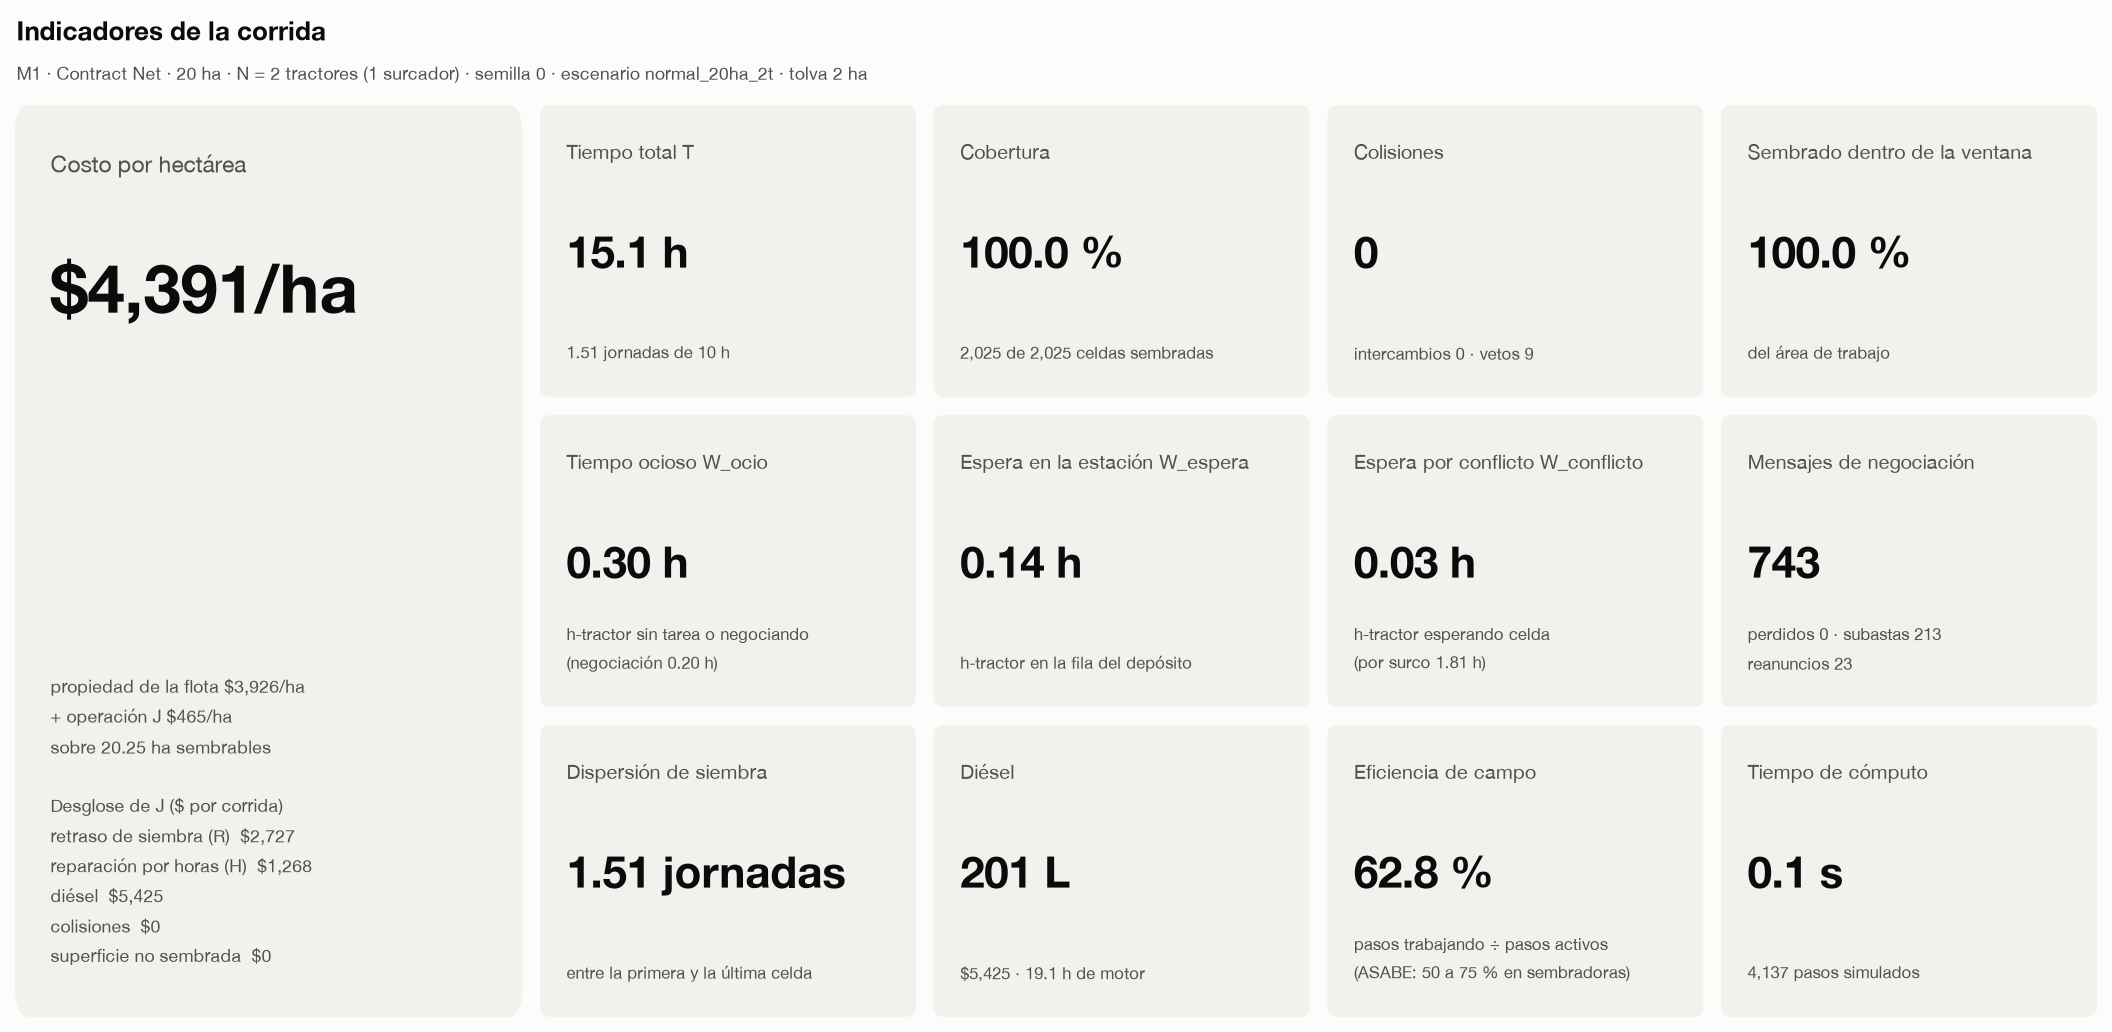 Indicadores de la corrida
M1 · Contract Net · 20 ha · N = 2 tractores (1 surcador) · semilla 0 · escenario normal_20ha_2t · tolva 2 ha
Costo por hectárea
$4,391/ha
propiedad de la flota $3,926/ha
+ operación J $465/ha
sobre 20.25 ha sembrables
Desglose de J ($ por corrida)
retraso de siembra (R) $2,727
reparación por horas (H) $1,268
diésel $5,425
colisiones $0
superficie no sembrada $0
Tiempo total T
15.1 h
1.51 jornadas de 10 h
Cobertura
100.0 %
2,025 de 2,025 celdas sembradas
Colisiones
0
intercambios 0 · vetos 9
Sembrado dentro de la ventana
100.0 %
del área de trabajo
Tiempo ocioso W_ocio
0.30 h
h-tractor sin tarea o negociando
(negociación 0.20 h)
Espera en la estación W_espera
0.14 h
h-tractor en la fila del depósito
Espera por conflicto W_conflicto
0.03 h
h-tractor esperando celda
(por surco 1.81 h)
Mensajes de negociación
743
perdidos 0 · subastas 213
reanuncios 23
Dispersión de siembra
1.51 jornadas
entre la primera y la última celda
Diésel
201 L
$5,425 · 19.1 h de motor
Eficiencia de campo
62.8 %
pasos trabajando ÷ pasos activos
(ASABE: 50 a 75 % en sembradoras)
Tiempo de cómputo
0.1 s
4,137 pasos simulados